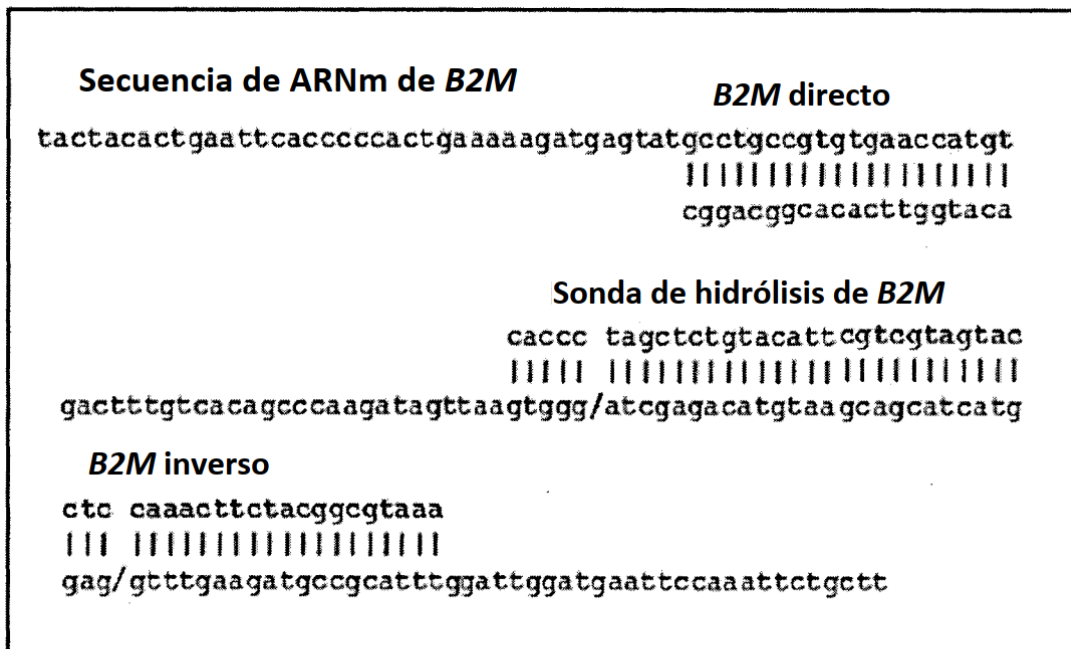 Secuencia de ARNm de B2M
B2M directo
tactacactgaattcacccccactgaaaaagatgagtatgcctgccgtgtgaaccatgt
cggacggcacacttggtaca
Sonda de hidrólisis de B2M
caccc tagctctgtacattcgtcgtagtac
gactttgtcacagcccaagatagttaagtggg/atcgagacatgtaagcagcatcatg
B2M inverso
ctc caaacttctacggcgtaaa
gag/gtttgaagatgccgcatttggattggatgaattccaaattctgctt